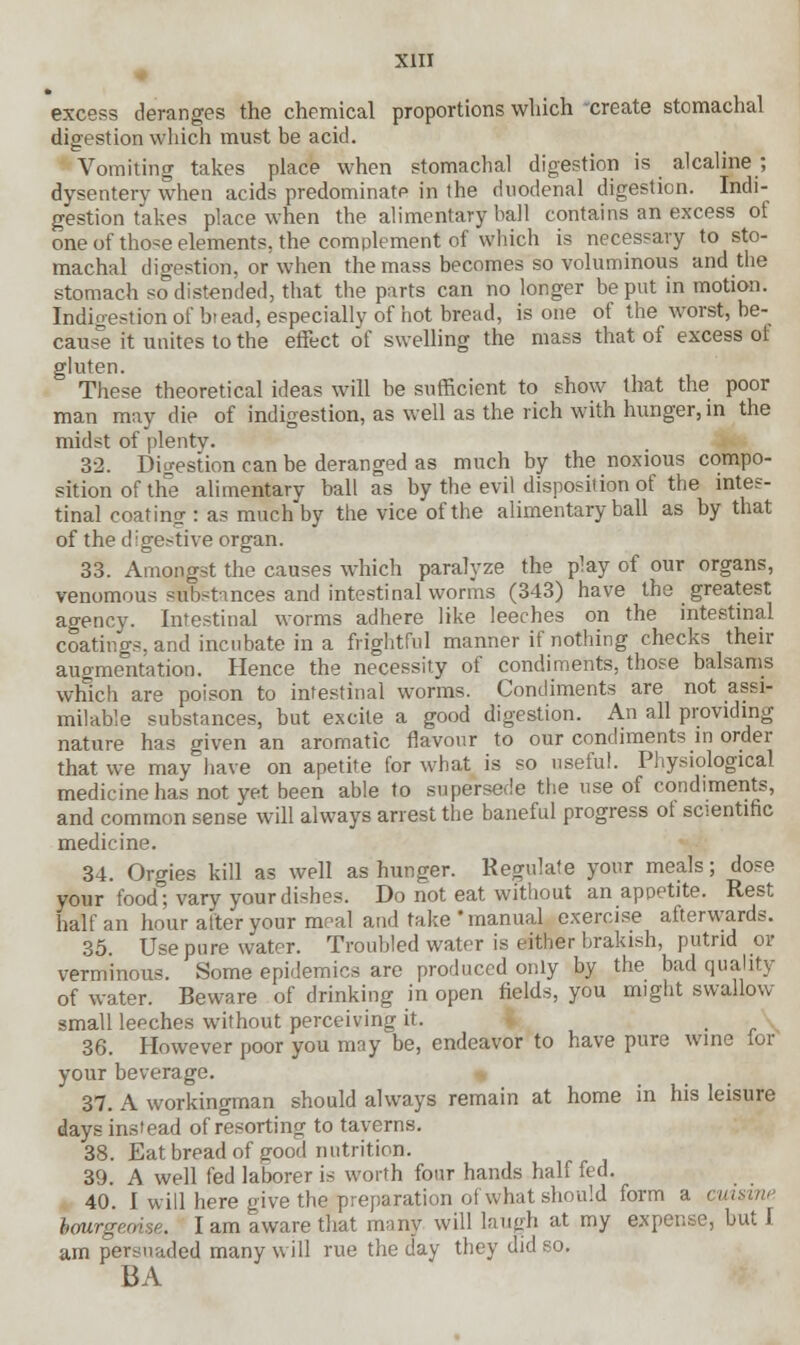 XIII
excess deranges the chemical proportions which create stomachal
digestion which must be acid.
Vomiting takes place when stomachal digestion is alcaline ;
dysentery when acids predominate in the duodenal digestion. Indi-
gestion takes place when the alimentary ball contains an excess of
one of those elements, the complement of which is necessary to sto-
machal digestion, or when the mass becomes so voluminous and the
stomach so distended, that the parts can no longer be put in motion.
Indigestion of bread, especially of hot bread, is one of the worst, be-
cause it unites to the effect of swelling the mass that of excess of
gluten.
These theoretical ideas will be sufficient to show that the poor
man may die of indigestion, as well as the rich with hunger, in the
midst of plenty.
32. Digestion can be deranged as much by the noxious compo-
sition of the alimentary ball as by the evil disposition of the intes-
tinal coating : as much by the vice of the alimentary ball as by that
of the digestive organ.
33. Amongst the causes which paralyze the play of our organs,
venomous substances and intestinal worms (343) have the greatest
agency. Intestinal worms adhere like leeches on the intestinal
coatings, and incubate in a frightful manner if nothing checks their
augmentation. Hence the necessity of condiments, those balsams
which are poison to intestinal worms. Condiments are not assi-
milable substances, but excite a good digestion. An all providing
nature has given an aromatic flavour to our condiments in order
that we may have on apetite for what is so useful. Physiological
medicine has not yet been able to supersede the use of condiments,
and common sense will always arrest the baneful progress of scientific
medicine.
34. Orgies kill as well as hunger. Regulate your meals; dose
your food; vary your dishes. Do not eat without an appetite. Rest
half an hour after your meal and take manual exercise afterwards.
35. Use pure water. Troubled water is either brakish, putrid or
verminous. Some epidemics are produced only by the bad quality
of water. Beware of drinking in open fields, you might swallow
small leeches without perceiving it.
36. However poor you may be, endeavor to have pure wine for
your beverage.
37. A workingman should always remain at home in his leisure
days instead of resorting to taverns.
38. Eat bread of good nutrition.
39. A well fed laborer is worth four hands half fed.
40. I will here give the preparation of what should form a cuisine
bourgeoise. I am aware that many will laugh at my expense, but I
am persuaded many will rue the day they did so.
BA